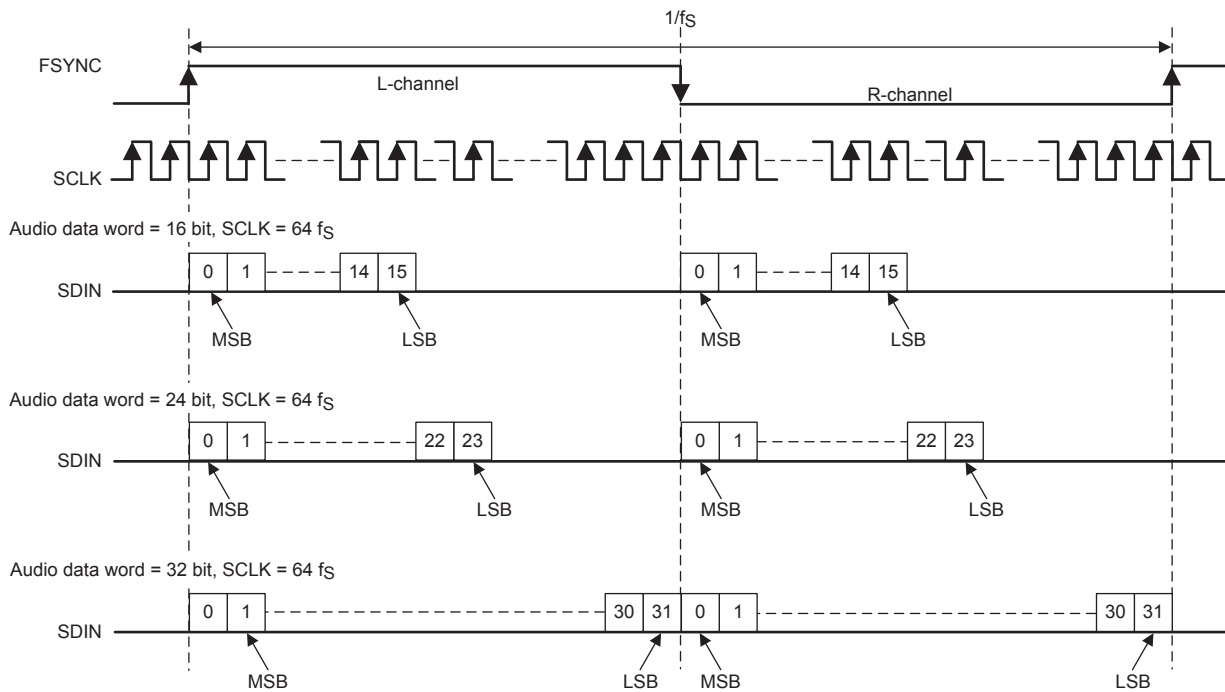 1/fS
FSYNC
L-channel
R-channel
SCLK
Audio data word = 16 bit, SCLK = 64 fS
SDIN
0 1 14 15 0 1 14 15
MSB LSB MSB LSB
Audio data word = 24 bit, SCLK = 64 fS
SDIN
0 1 22 23 0 1 22 23
MSB LSB MSB LSB
Audio data word = 32 bit, SCLK = 64 fS
SDIN
0 1 30 31 0 1 30 31
MSB LSB MSB LSB